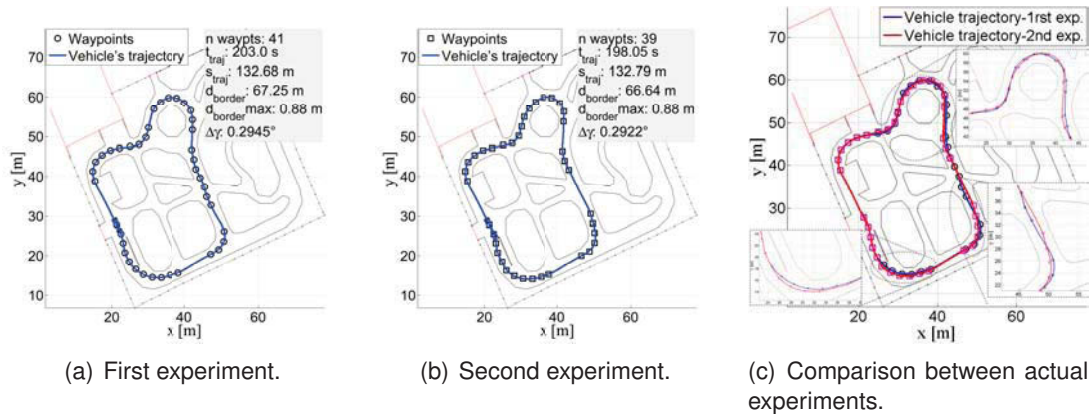 Waypoints
Vehicle's trajectory
n waypts: 41
t_traj: 203.0 s
s_traj: 132.68 m
d_border: 67.25 m
d_border max: 0.88 m
Δγ: 0.2945°
y [m]
70
60
50
40
30
20
10
20 40 60
x [m]
(a) First experiment.
Waypoints
Vehicle's trajectory
n waypts: 39
t_traj: 198.05 s
s_traj: 132.79 m
d_border: 66.64 m
d_border max: 0.88 m
Δγ: 0.2922°
y [m]
70
60
50
40
30
20
10
20 40 60
x [m]
(b) Second experiment.
Vehicle trajectory-1rst exp.
Vehicle trajectory-2nd exp.
y [m]
70
60
50
40
30
20
20 40 60
x [m]
(c) Comparison between actual
experiments.